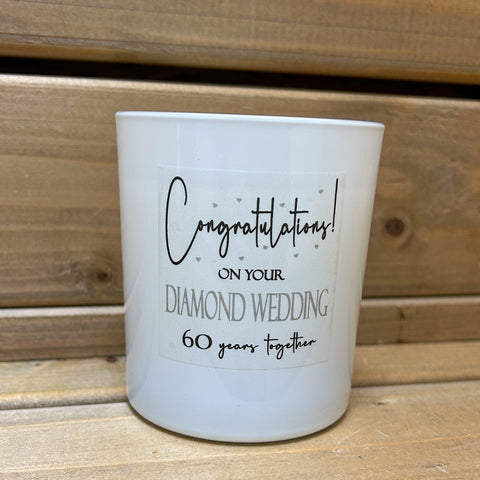 Congratulations!
ON YOUR
DIAMOND WEDDING
60 years together